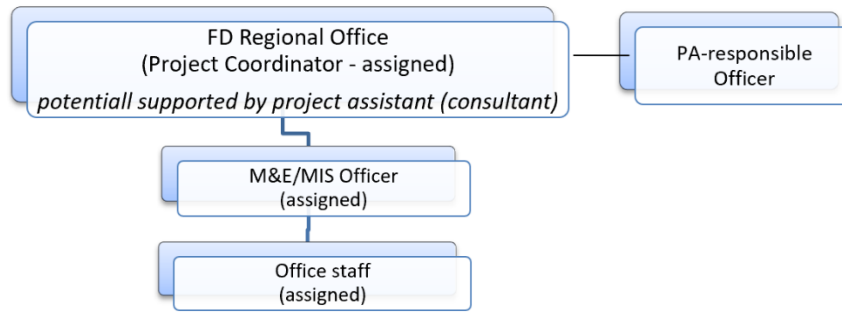 FD Regional Office
(Project Coordinator - assigned)
potentiall supported by project assistant (consultant)
PA-responsible
Officer
M&E/MIS Officer
(assigned)
Office staff
(assigned)